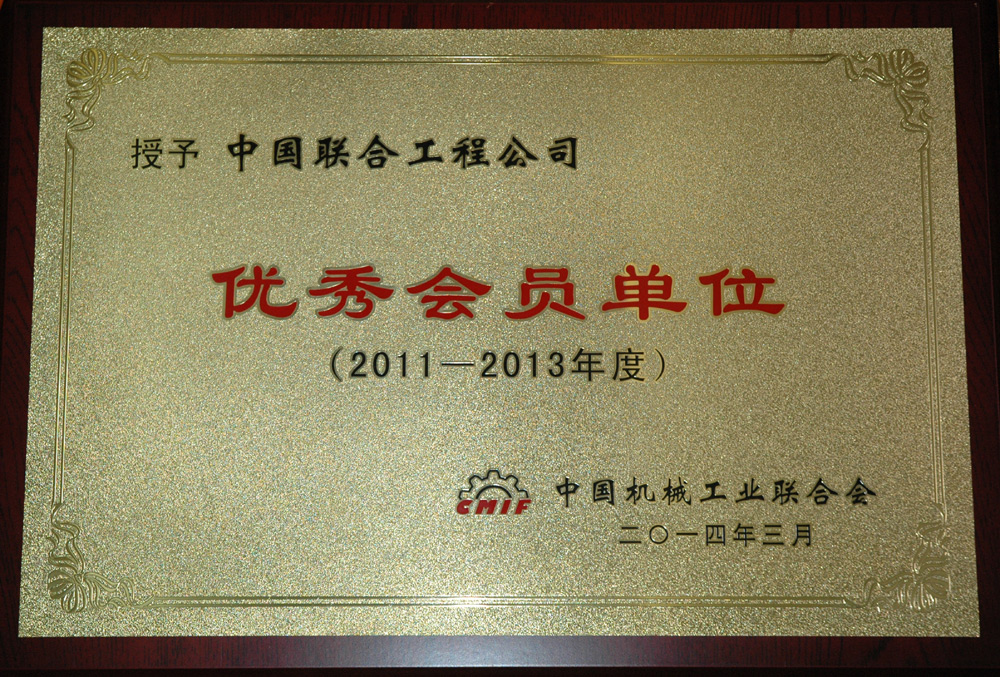 授予 中国联合工程公司
优秀会员单位
(2011—2013年度)
CMIF 中国机械工业联合会
二〇一四年三月